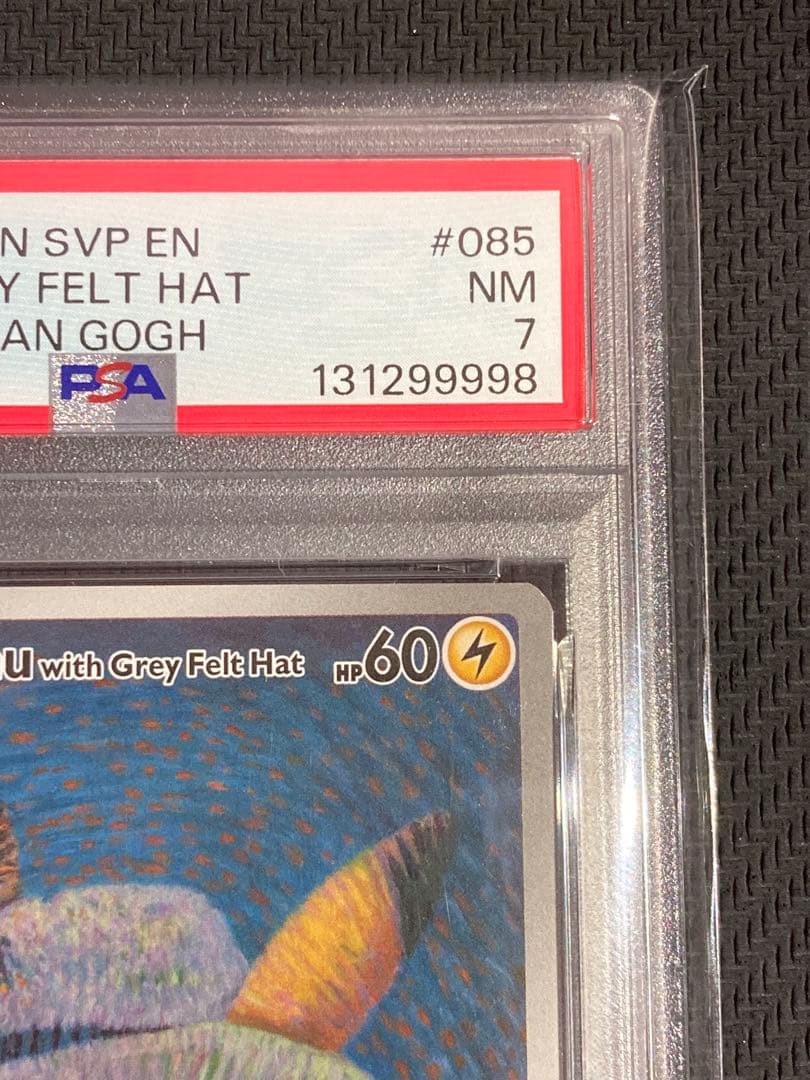 N SVP EN #085
Y FELT HAT NM
AN GOGH 7
PSA 131299998
u with Grey Felt Hat HP60